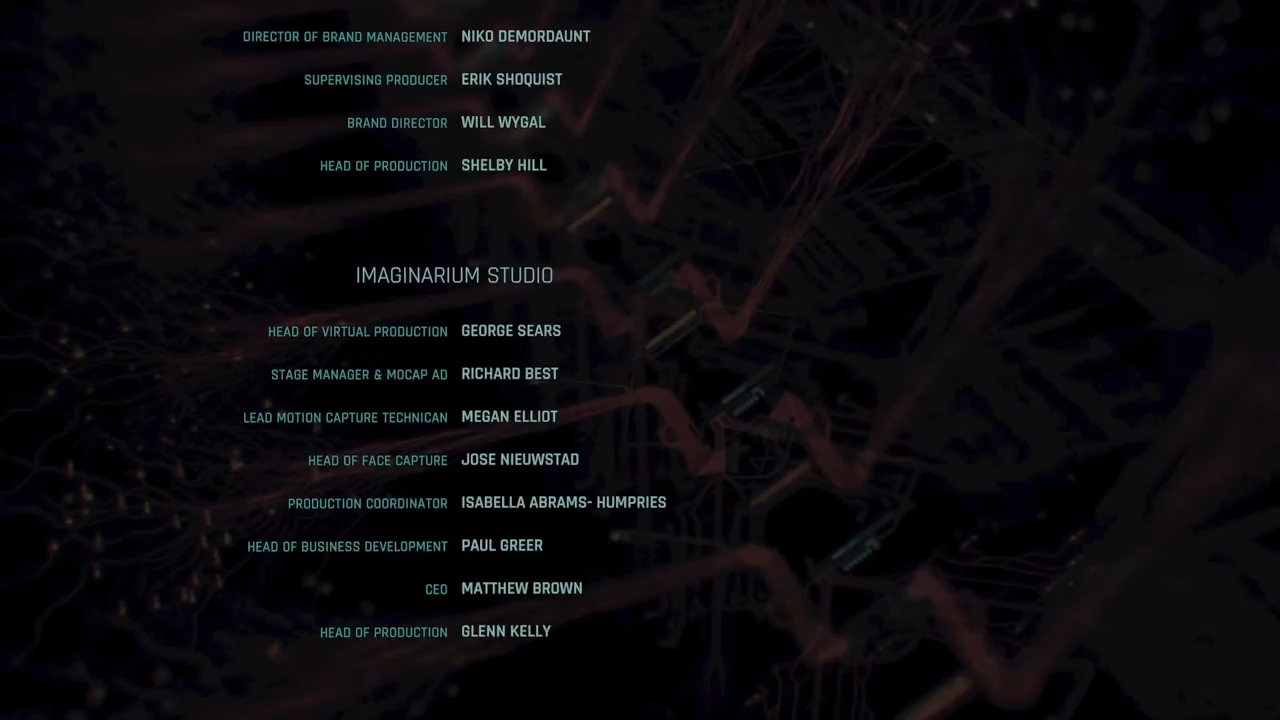 DIRECTOR OF BRAND MANAGEMENT NIKO DEMORDAUNT
SUPERVISING PRODUCER ERIK SHOQUIST
BRAND DIRECTOR WILL WYGAL
HEAD OF PRODUCTION SHELBY HILL
IMAGINARIUM STUDIO
HEAD OF VIRTUAL PRODUCTION GEORGE SEARS
STAGE MANAGER & MOCAP AD RICHARD BEST
LEAD MOTION CAPTURE TECHNICAN MEGAN ELLIOT
HEAD OF FACE CAPTURE JOSE NIEUWSTAD
PRODUCTION COORDINATOR ISABELLA ABRAMS- HUMPRIES
HEAD OF BUSINESS DEVELOPMENT PAUL GREER
CEO MATTHEW BROWN
HEAD OF PRODUCTION GLENN KELLY